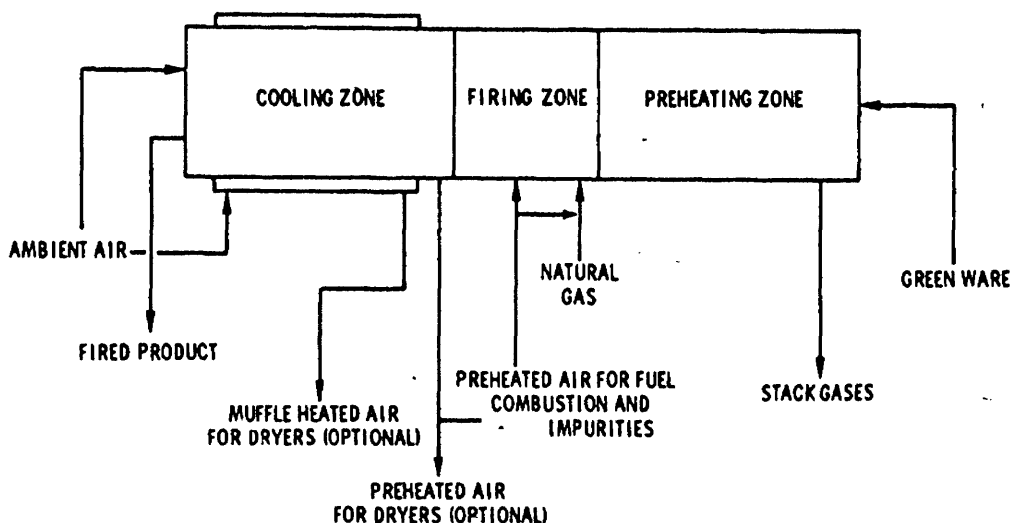 COOLING ZONE
FIRING ZONE
PREHEATING ZONE
AMBIENT AIR
NATURAL
GAS
GREEN WARE
FIRED PRODUCT
PREHEATED AIR FOR FUEL
COMBUSTION AND
IMPURITIES
STACK GASES
MUFFLE HEATED AIR
FOR DRYERS (OPTIONAL)
PREHEATED AIR
FOR DRYERS (OPTIONAL)